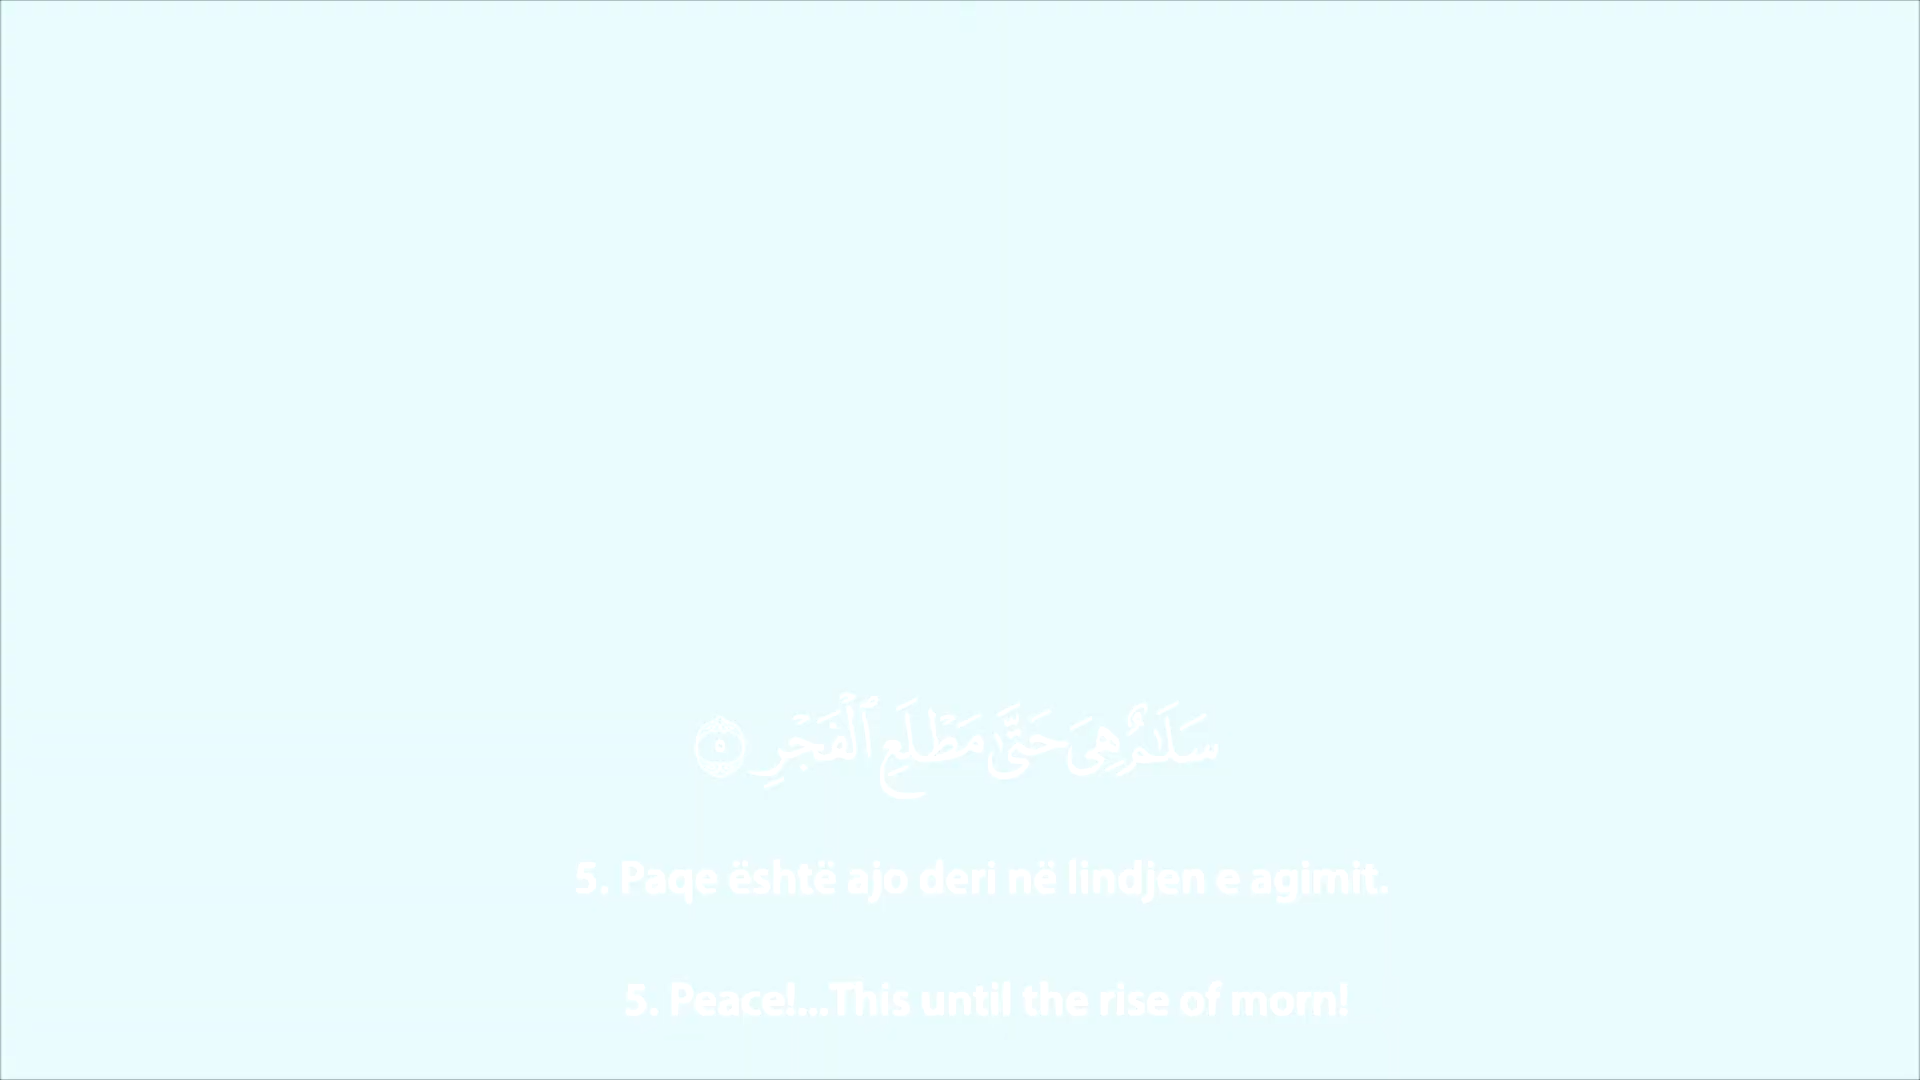 سَلَـٰمٌ هِىَ حَتَّىٰ مَطْلَعِ ٱلْفَجْرِ ۝٥
5. Paqe është ajo deri në lindjen e agimit.
5. Peace!...This until the rise of morn!